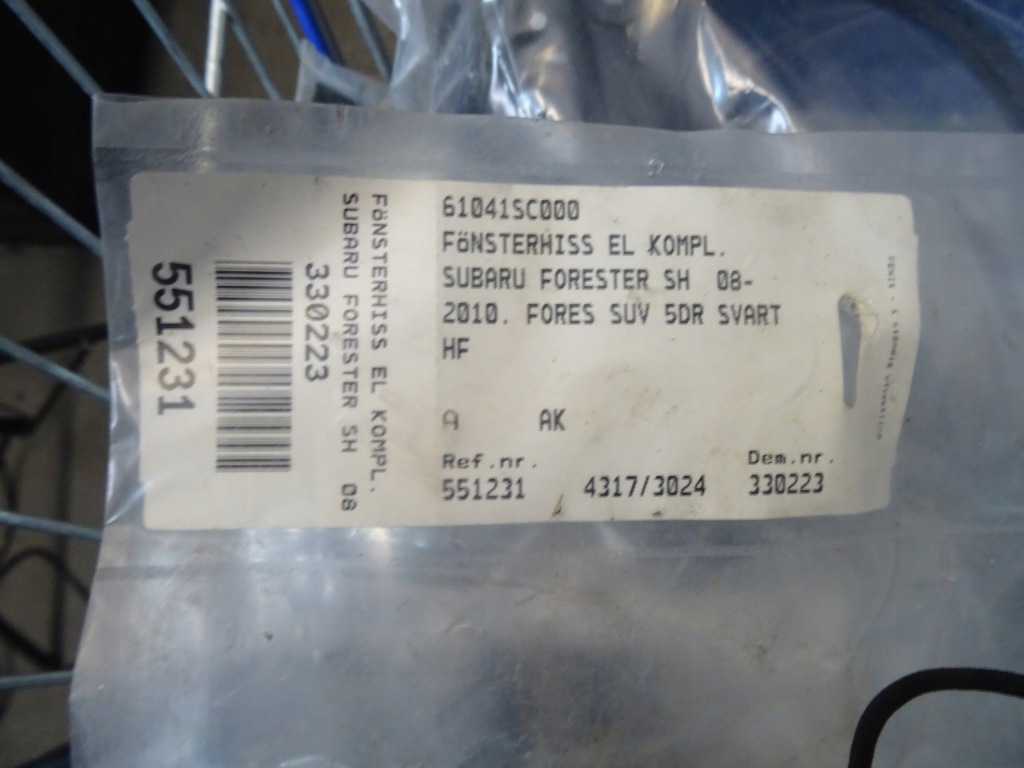 61041SC000
FÖNSTERHISS EL KOMPL.
SUBARU FORESTER SH 08-
2010. FORES SUV 5DR SVART
HF
AK
Ref.nr. Dem.nr.
551231 4317/3024 330223
FÖNSTERHISS EL KOMPL.
SUBARU FORESTER SH 08
330223
551231